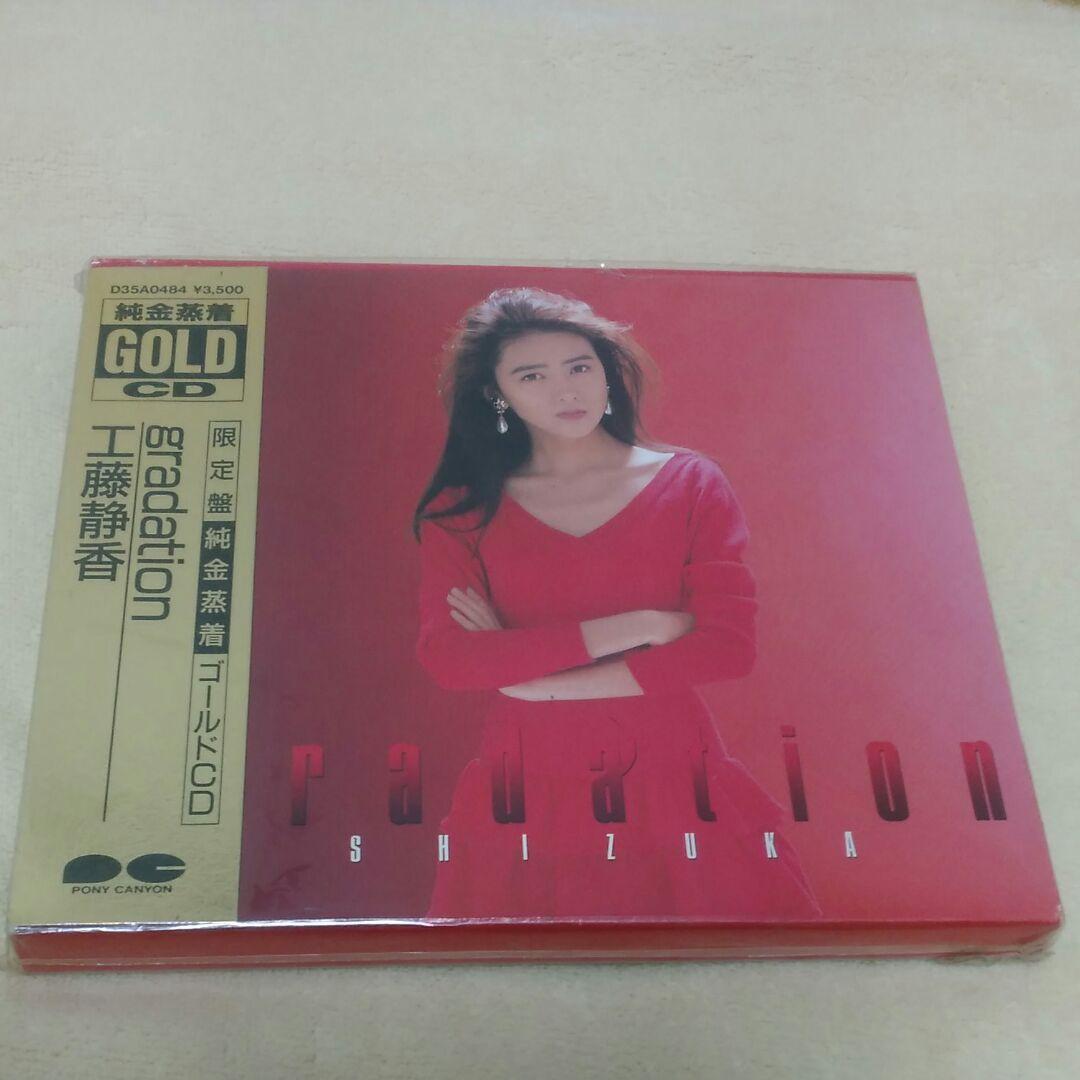 D35A0484 ¥3,500
純金蒸着
GOLD
CD
限定盤純金蒸着ゴールドCD
gradation
工藤静香
PONY CANYON
radation
SHIZUKA